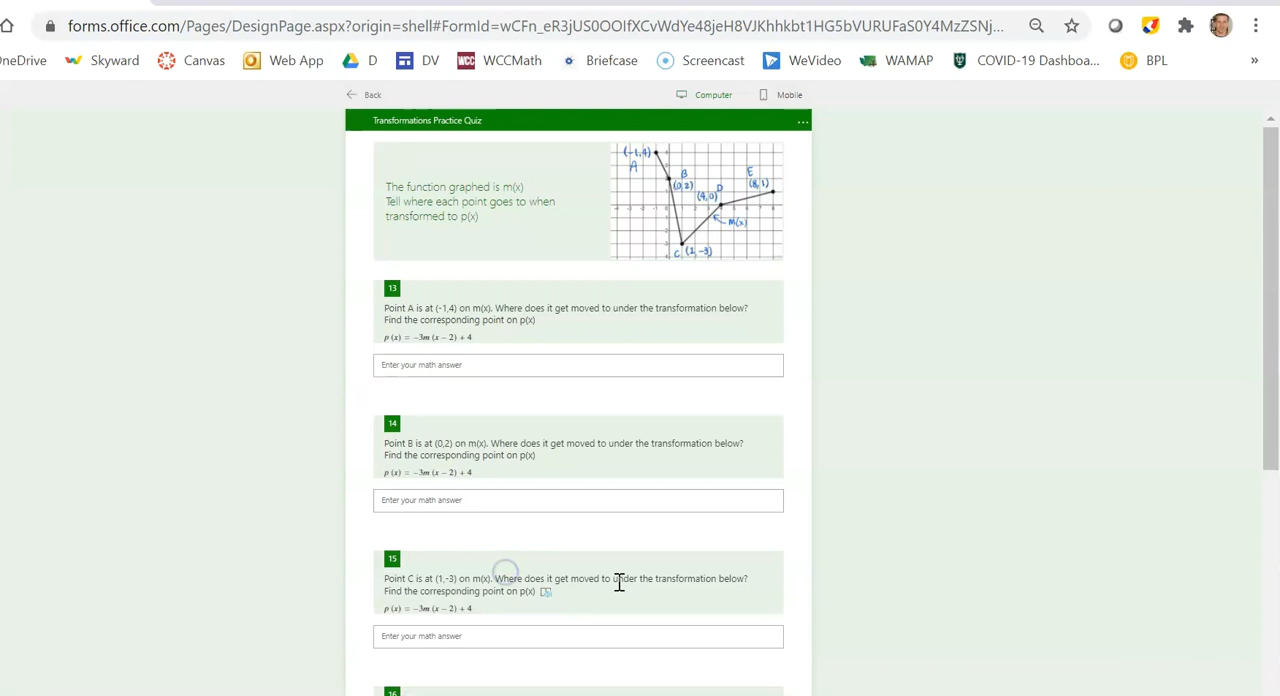 forms.office.com/Pages/DesignPage.aspx?origin=shell#FormId=wCFn_eR3jUS0OOIfXCvWdYe48jeH8VJKhhkbt1HG5bVURUFaS0Y4MzZSNj...
neDrive Skyward Canvas Web App D DV WCC WCCMath Briefcase Screencast WeVideo WAMAP COVID-19 Dashboa... BPL »
Back Computer Mobile
Transformations Practice Quiz ...
The function graphed is m(x)
Tell where each point goes to when
transformed to p(x)
(-1,4)
A
B
(0,2)
(4,0)
D
E
(8,1)
m(x)
C (1,-3)
13
Point A is at (-1,4) on m(x). Where does it get moved to under the transformation below?
Find the corresponding point on p(x)
p (x) = −3m (x − 2) + 4
Enter your math answer
14
Point B is at (0,2) on m(x). Where does it get moved to under the transformation below?
Find the corresponding point on p(x)
p (x) = −3m (x − 2) + 4
Enter your math answer
15
Point C is at (1,-3) on m(x). Where does it get moved to under the transformation below?
Find the corresponding point on p(x)
p (x) = −3m (x − 2) + 4
Enter your math answer
16